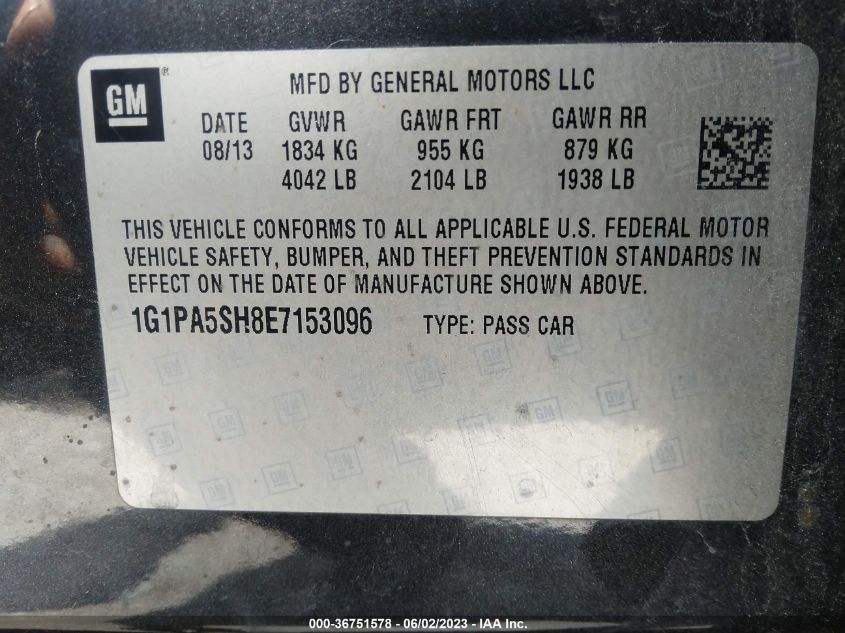 GM
®
MFD BY GENERAL MOTORS LLC
DATE GVWR GAWR FRT GAWR RR
08/13 1834 KG 955 KG 879 KG
4042 LB 2104 LB 1938 LB
THIS VEHICLE CONFORMS TO ALL APPLICABLE U.S. FEDERAL MOTOR
VEHICLE SAFETY, BUMPER, AND THEFT PREVENTION STANDARDS IN
EFFECT ON THE DATE OF MANUFACTURE SHOWN ABOVE.
1G1PA5SH8E7153096 TYPE: PASS CAR
000-36751578 - 06/02/2023 - IAA Inc.